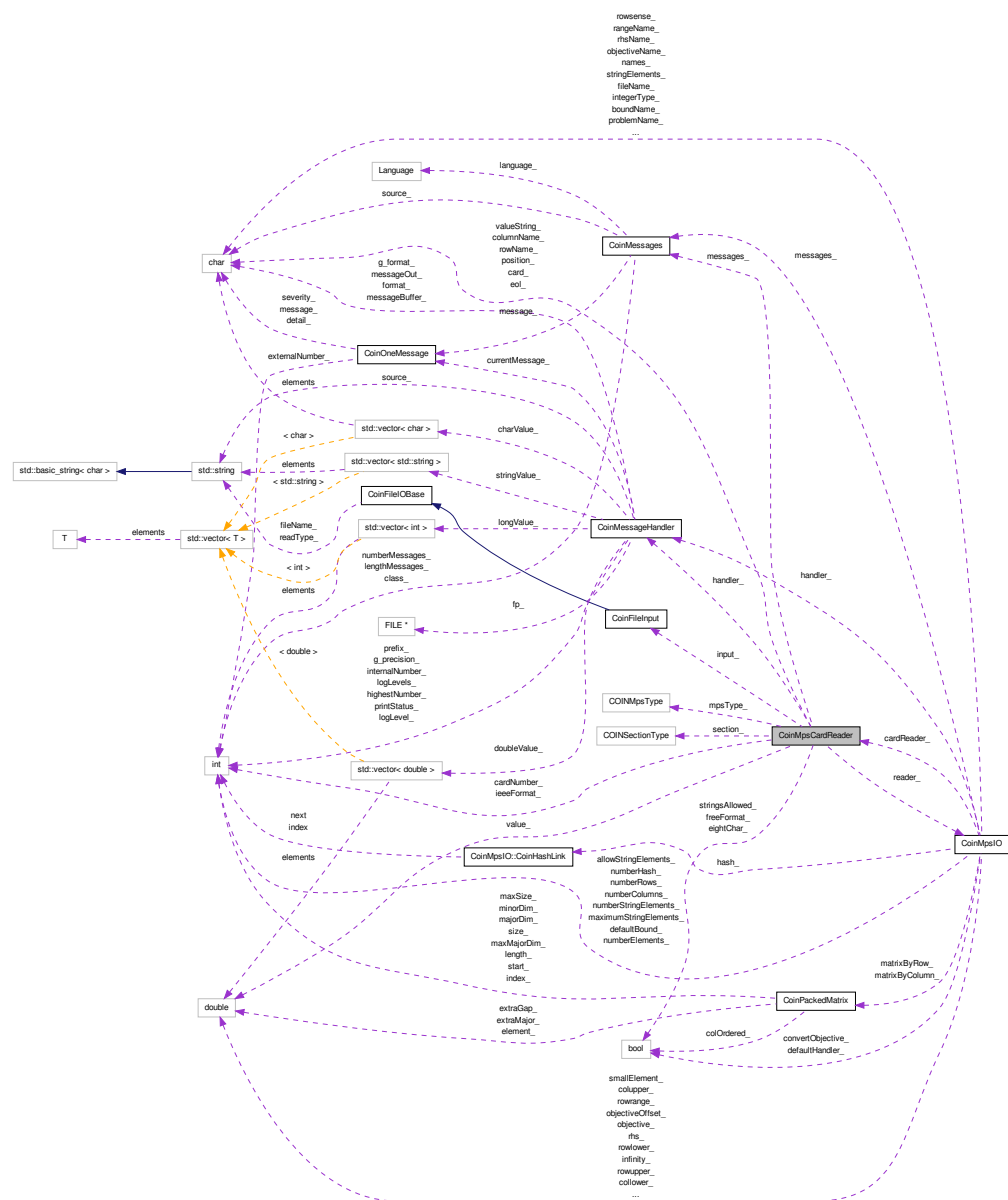 rowsense_
rangeName_
rhsName_
objectiveName_
names_
stringElements_
fileName_
integerType_
boundName_
problemName_
...
Language
language_
source_
char
valueString_
columnName_
rowName_
position_
card_
eol_
CoinMessages
messages_
messages_
g_format_
messageOut_
format_
messageBuffer_
severity_
message_
detail_
message_
CoinOneMessage
externalNumber_
currentMessage_
elements
source_
< char >
std::vector< char >
charValue_
std::basic_string< char >
std::string
elements
std::vector< std::string >
stringValue_
< std::string >
CoinFileIOBase
T
elements
std::vector< T >
fileName_
readType_
std::vector< int >
longValue_
CoinMessageHandler
numberMessages_
lengthMessages_
class_
< int >
elements
handler_
handler_
fp_
FILE *
CoinFileInput
prefix_
g_precision_
internalNumber_
logLevels_
highestNumber_
printStatus_
logLevel_
< double >
input_
COINMpsType
mpsType_
COINSectionType
section_
CoinMpsCardReader
cardReader_
int
std::vector< double >
doubleValue_
cardNumber_
ieeeFormat_
reader_
next
index
value_
stringsAllowed_
freeFormat_
eightChar_
CoinMpsIO
elements
CoinMpsIO::CoinHashLink
hash_
allowStringElements_
numberHash_
numberRows_
numberColumns_
numberStringElements_
maximumStringElements_
defaultBound_
numberElements_
maxSize_
minorDim_
majorDim_
size_
maxMajorDim_
length_
start_
index_
matrixByRow_
matrixByColumn_
double
extraGap_
extraMajor_
element_
CoinPackedMatrix
colOrdered_
bool
convertObjective_
defaultHandler_
smallElement_
colupper_
rowrange_
objectiveOffset_
objective_
rhs_
rowlower_
infinity_
rowupper_
collower_
...